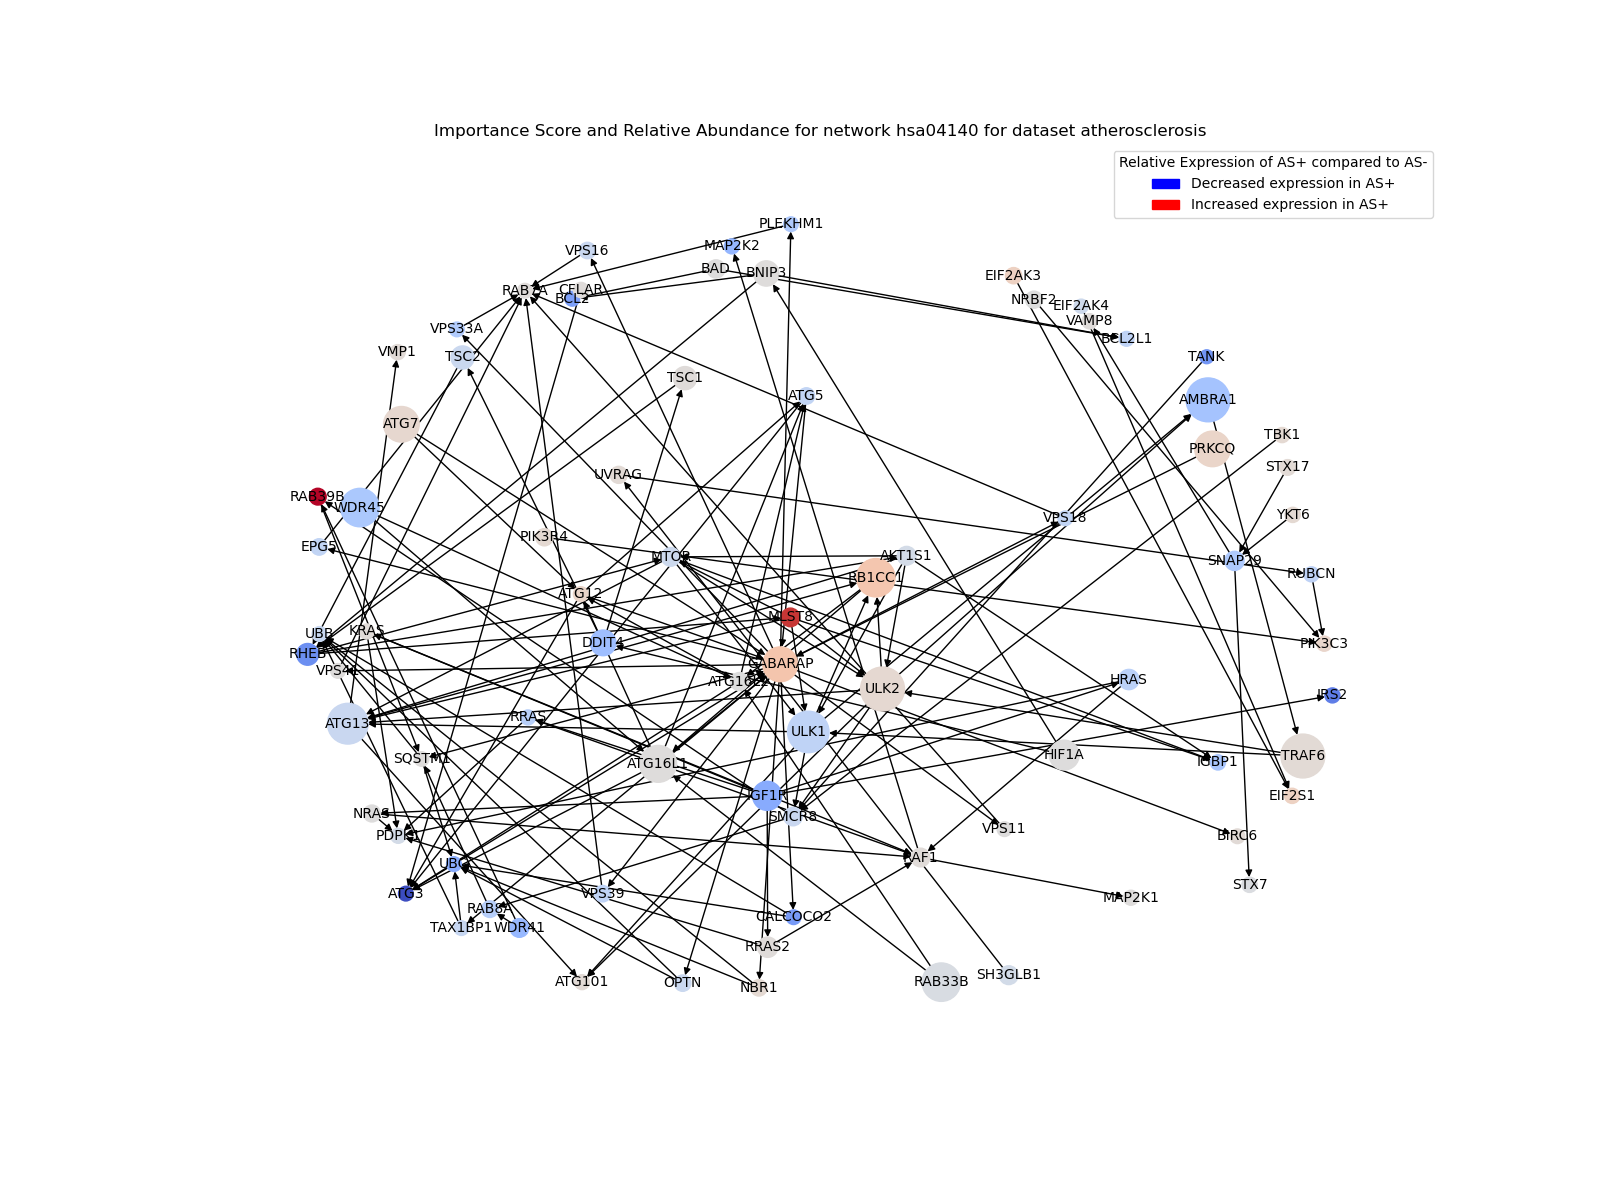 Importance Score and Relative Abundance for network hsa04140 for dataset atherosclerosis
Relative Expression of AS+ compared to AS-
Decreased expression in AS+
Increased expression in AS+
PLEKHM1
MAP2K2
VPS16
BAD
BNIP3
EIF2AK3
RAB7A
CFLAR
BCL2
NRBF2
EIF2AK4
VAMP8
VPS33A
BCL2L1
VMP1
TSC2
TANK
TSC1
ATG5
AMBRA1
ATG7
TBK1
PRKCQ
UVRAG
STX17
RAB39B
WDR45
YKT6
VPS18
PIK3R4
EPG5
MTOR
AKT1S1
SNAP29
RB1CC1
RUBCN
ATG12
MLST8
UBB
KRAS
DDIT4
PIK3C3
RHEB
GABARAP
VPS41
ATG16L2
HRAS
ULK2
IRS2
RRAS
ATG13
ULK1
SQSTM1
ATG16L1
HIF1A
TRAF6
IGBP1
IGF1R
EIF2S1
NRAS
SMCR8
VPS11
PDPK1
BIRC6
UBC
RAF1
STX7
ATG3
VPS39
MAP2K1
RAB8A
CALCOCO2
TAX1BP1
WDR41
RRAS2
SH3GLB1
ATG101
OPTN
NBR1
RAB33B